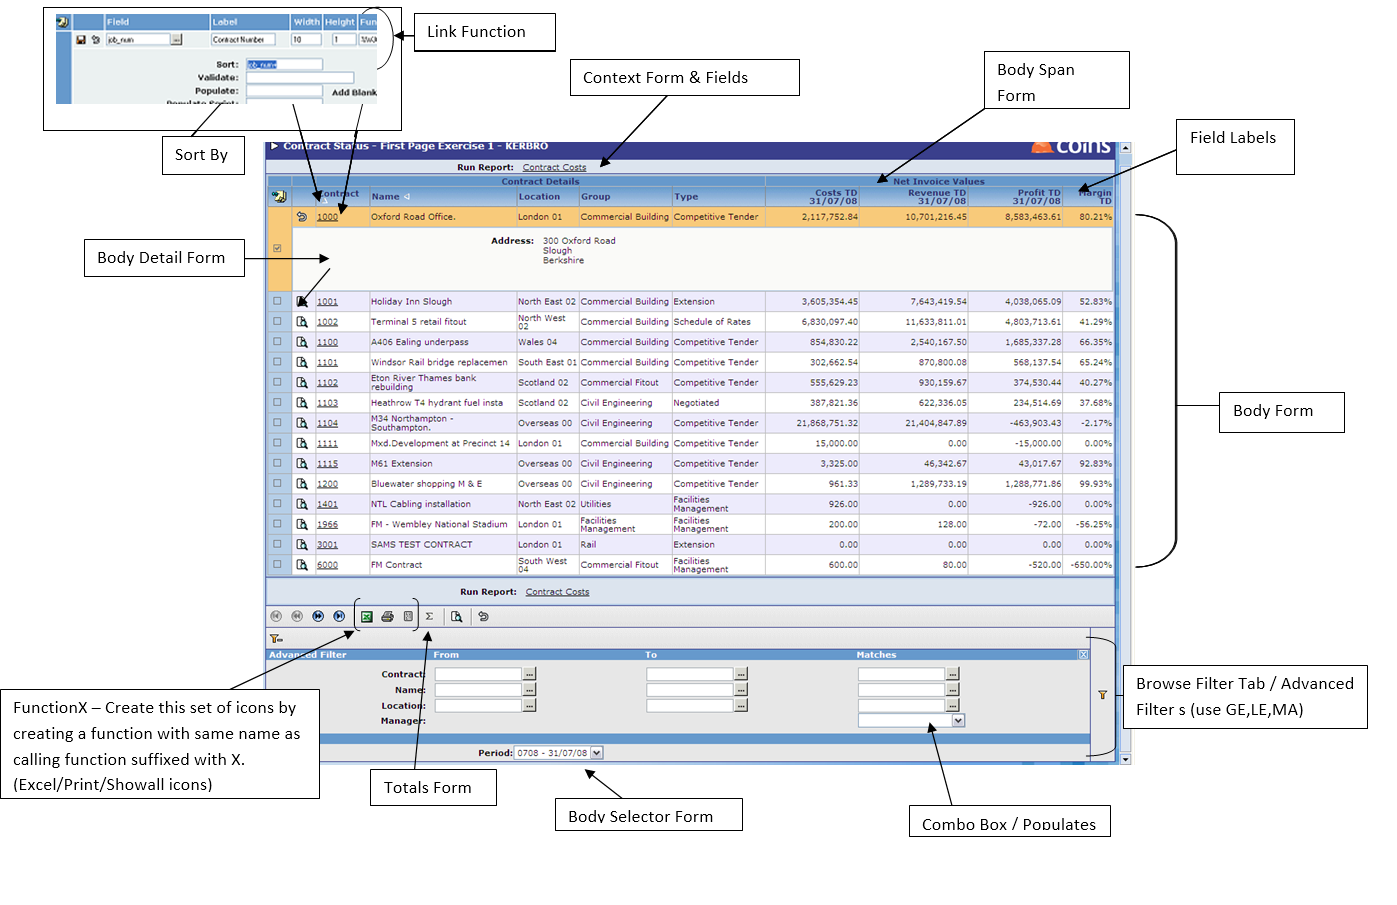 Field Label Width Height Fun
job_num ... Contract Number 10 1
Sort: job_num
Validate:
Populate: Add Blank
Link Function
Sort By
Context Form & Fields
Body Span
Form
Field Labels
Contract Status - First Page Exercise 1 - KERBRO coins
Run Report: Contract Costs
Contract Details Net Invoice Values
Contract Name Location Group Type Costs TD 31/07/08 Revenue TD 31/07/08 Profit TD 31/07/08 Margin TD
1000 Oxford Road Office. London 01 Commercial Building Competitive Tender 2,117,752.84 10,701,216.45 8,583,463.61 80.21%
Address: 300 Oxford Road
Slough
Berkshire
Body Detail Form
1001 Holiday Inn Slough North East 02 Commercial Building Extension 3,605,354.45 7,643,419.54 4,038,065.09 52.83%
1002 Terminal 5 retail fitout North West 02 Commercial Building Schedule of Rates 6,830,097.40 11,633,811.01 4,803,713.61 41.29%
1100 A406 Ealing underpass Wales 04 Commercial Building Competitive Tender 854,830.22 2,540,167.50 1,685,337.28 66.35%
1101 Windsor Rail bridge replacemen South East 01 Commercial Building Competitive Tender 302,662.54 870,800.08 568,137.54 65.24%
1102 Eton River Thames bank rebuilding Scotland 02 Commercial Fitout Competitive Tender 555,629.23 930,159.67 374,530.44 40.27%
1103 Heathrow T4 hydrant fuel insta Scotland 02 Civil Engineering Negotiated 387,821.36 622,336.05 234,514.69 37.68%
1104 M34 Northampton - Southampton. Overseas 00 Civil Engineering Competitive Tender 21,868,751.32 21,404,847.89 -463,903.43 -2.17%
1111 Mxd.Development at Precinct 14 London 01 Commercial Building Competitive Tender 15,000.00 0.00 -15,000.00 0.00%
1115 M61 Extension Overseas 00 Civil Engineering Competitive Tender 3,325.00 46,342.67 43,017.67 92.83%
1200 Bluewater shopping M & E Overseas 00 Civil Engineering Competitive Tender 961.33 1,289,733.19 1,288,771.86 99.93%
1401 NTL Cabling installation North East 02 Utilities Facilities Management 926.00 0.00 -926.00 0.00%
1966 FM - Wembley National Stadium London 01 Facilities Management Facilities Management 200.00 128.00 -72.00 -56.25%
3001 SAMS TEST CONTRACT London 01 Rail Extension 0.00 0.00 0.00 0.00%
6000 FM Contract South West 04 Commercial Fitout Facilities Management 600.00 80.00 -520.00 -650.00%
Body Form
Run Report: Contract Costs
Advanced Filter From To Matches
Contract: ... ... ...
Name: ... ... ...
Location: ... ... ...
Manager:
Period: 0708 - 31/07/08
FunctionX – Create this set of icons by
creating a function with same name as
calling function suffixed with X.
(Excel/Print/Showall icons)
Browse Filter Tab / Advanced
Filter s (use GE,LE,MA)
Totals Form
Body Selector Form
Combo Box / Populates